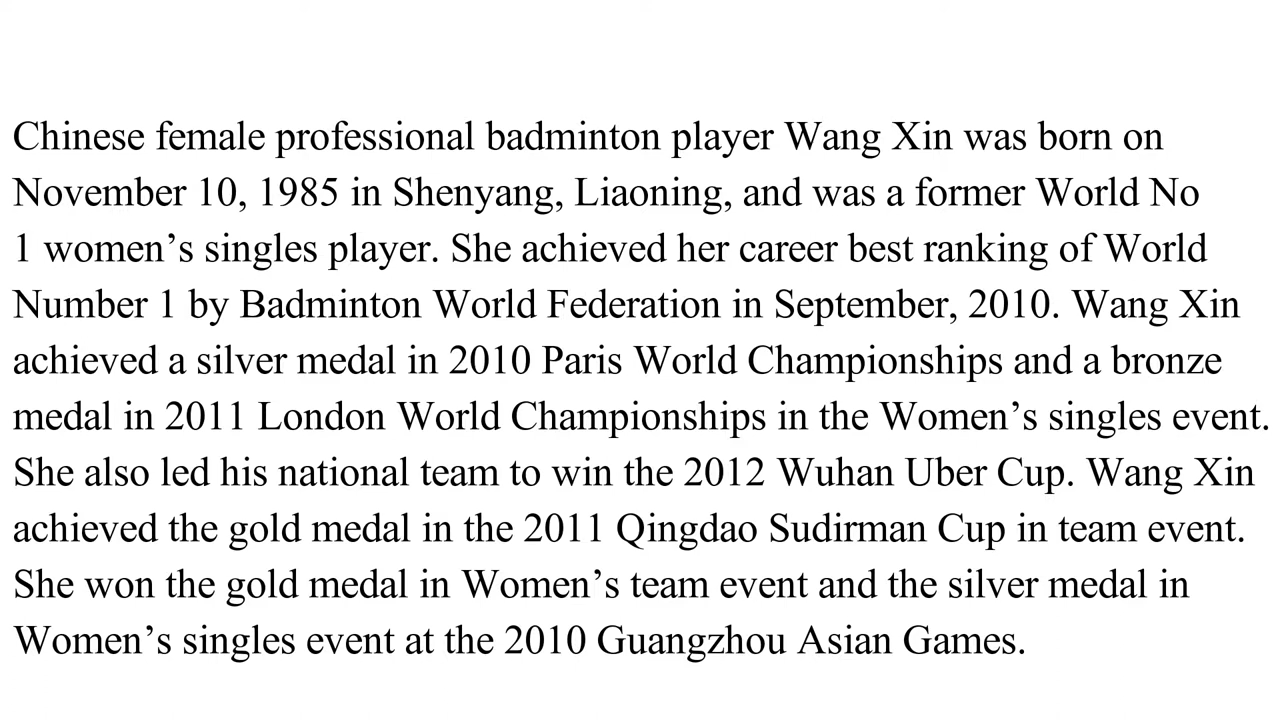 Chinese female professional badminton player Wang Xin was born on
November 10, 1985 in Shenyang, Liaoning, and was a former World No
1 women’s singles player. She achieved her career best ranking of World
Number 1 by Badminton World Federation in September, 2010. Wang Xin
achieved a silver medal in 2010 Paris World Championships and a bronze
medal in 2011 London World Championships in the Women’s singles event.
She also led his national team to win the 2012 Wuhan Uber Cup. Wang Xin
achieved the gold medal in the 2011 Qingdao Sudirman Cup in team event.
She won the gold medal in Women’s team event and the silver medal in
Women’s singles event at the 2010 Guangzhou Asian Games.